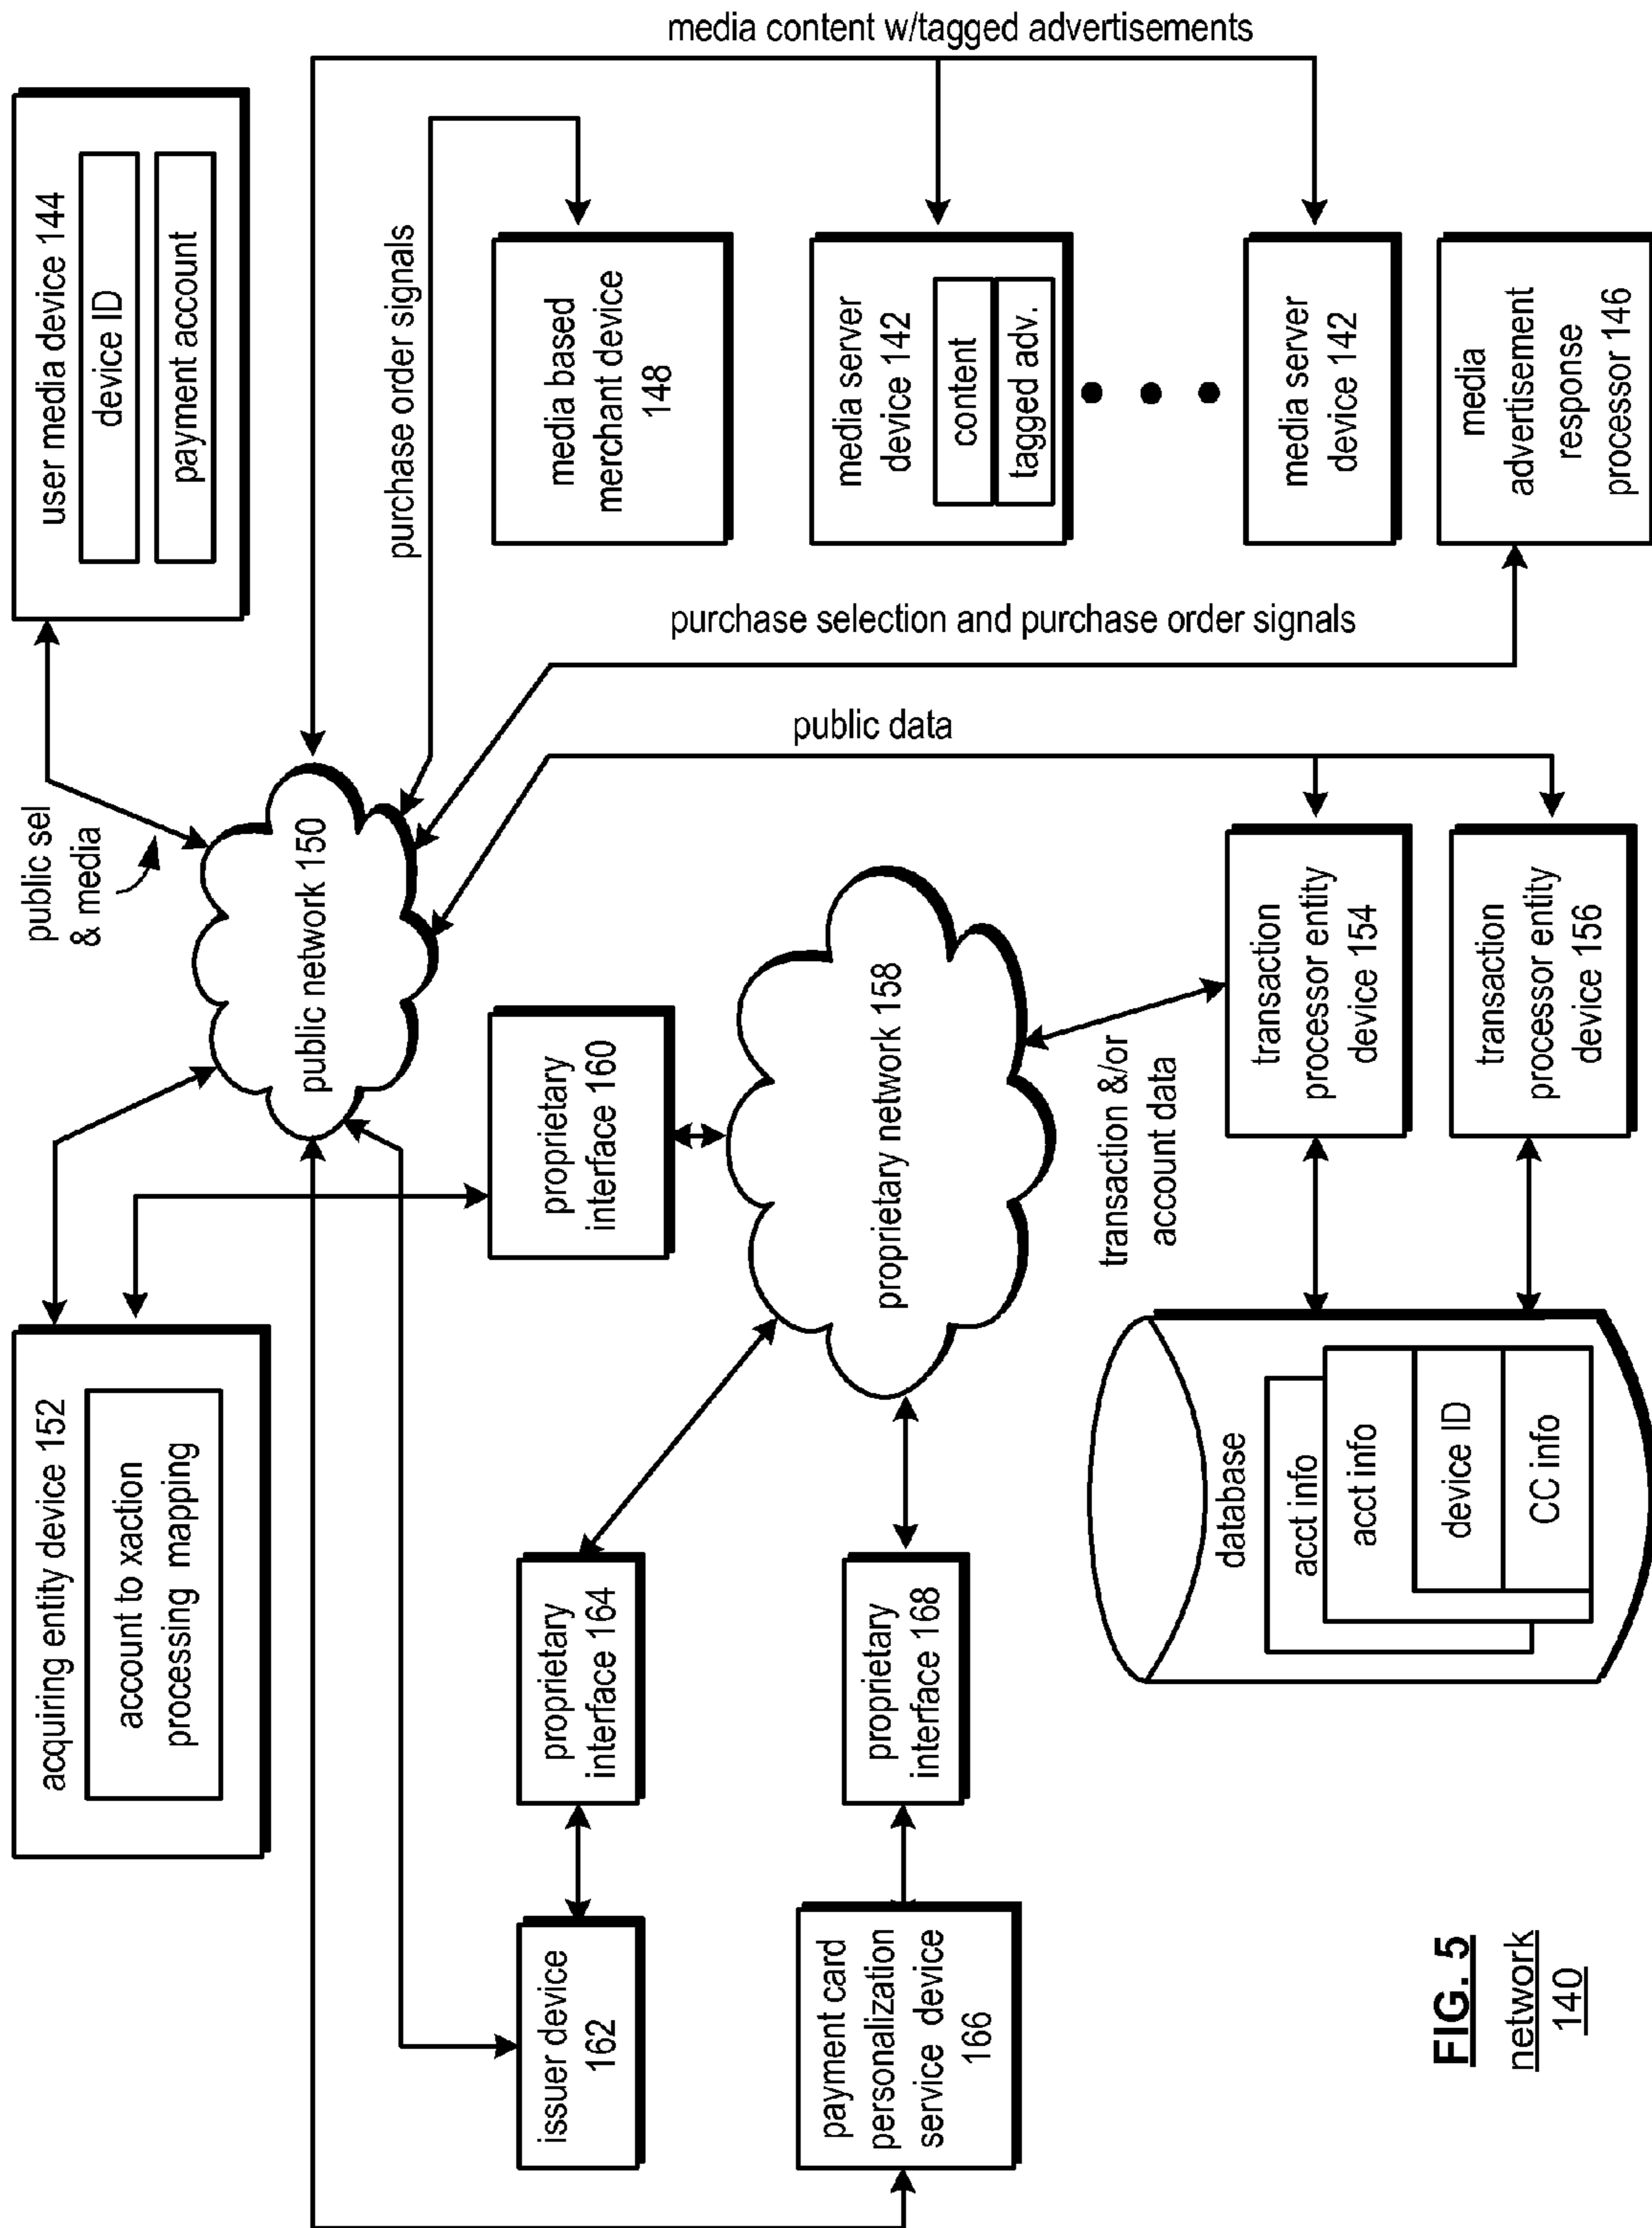 acquiring entity device 152
account to xaction
processing mapping
public sel
& media
user media device 144
device ID
payment account
public network 150
purchase order signals
media content w/tagged advertisements
issuer device
162
proprietary
interface 164
proprietary
interface 160
media based
merchant device
148
payment card
personalization
service device
166
proprietary
interface 168
proprietary network 158
purchase selection and purchase order signals
public data
media server
device 142
content
tagged adv.
media server
device 142
transaction &/or
account data
database
acct info
acct info
device ID
CC info
transaction
processor entity
device 154
transaction
processor entity
device 156
media
advertisement
response
processor 146
FIG. 5
network
140